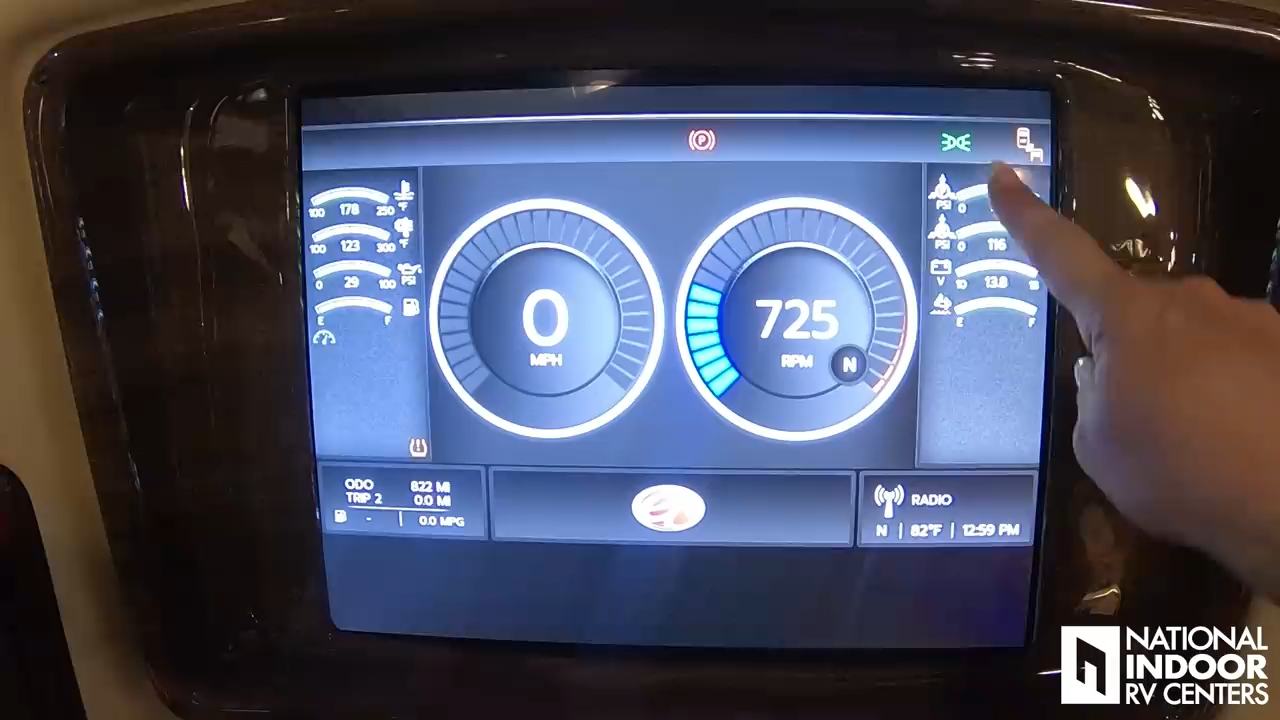 P
100 178 250 °F
100 123 300 °F
0 29 100 PSI
E F
0
MPH
725
RPM
N
PSI 0
PSI 0 116
V 10 13.8
E F
ODO 822 MI
TRIP 2 0.0 MI
- 0.0 MPG
RADIO
N 82°F 12:59 PM
NATIONAL
INDOOR
RV CENTERS